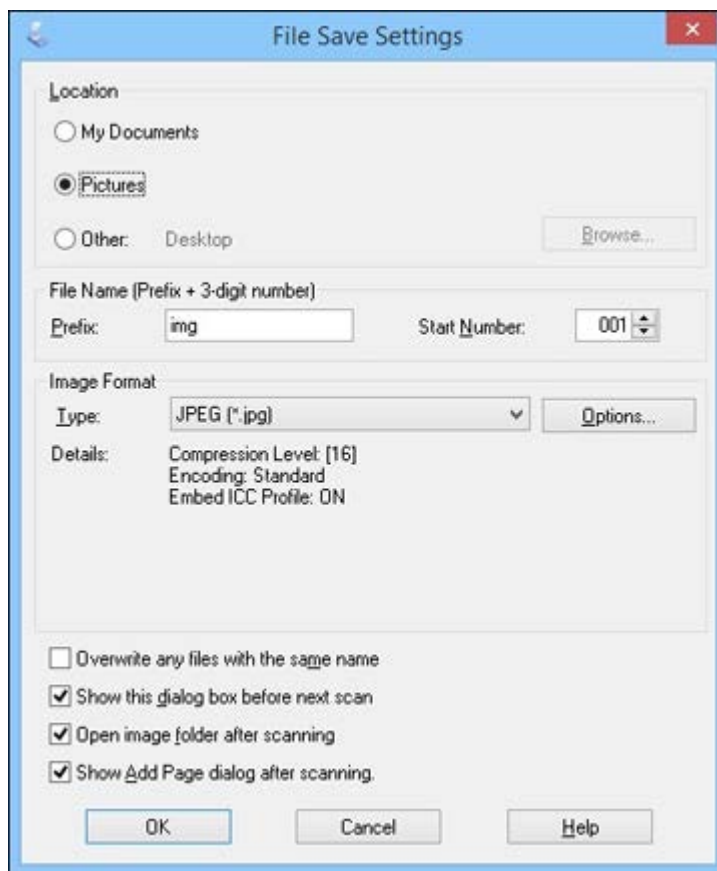 File Save Settings
Location
My Documents
Pictures
Other: Desktop Browse...
File Name (Prefix + 3-digit number)
Prefix: img Start Number: 001
Image Format
Type: JPEG (*.jpg) Options...
Details: Compression Level: [16]
Encoding: Standard
Embed ICC Profile: ON
Overwrite any files with the same name
Show this dialog box before next scan
Open image folder after scanning
Show Add Page dialog after scanning.
OK Cancel Help